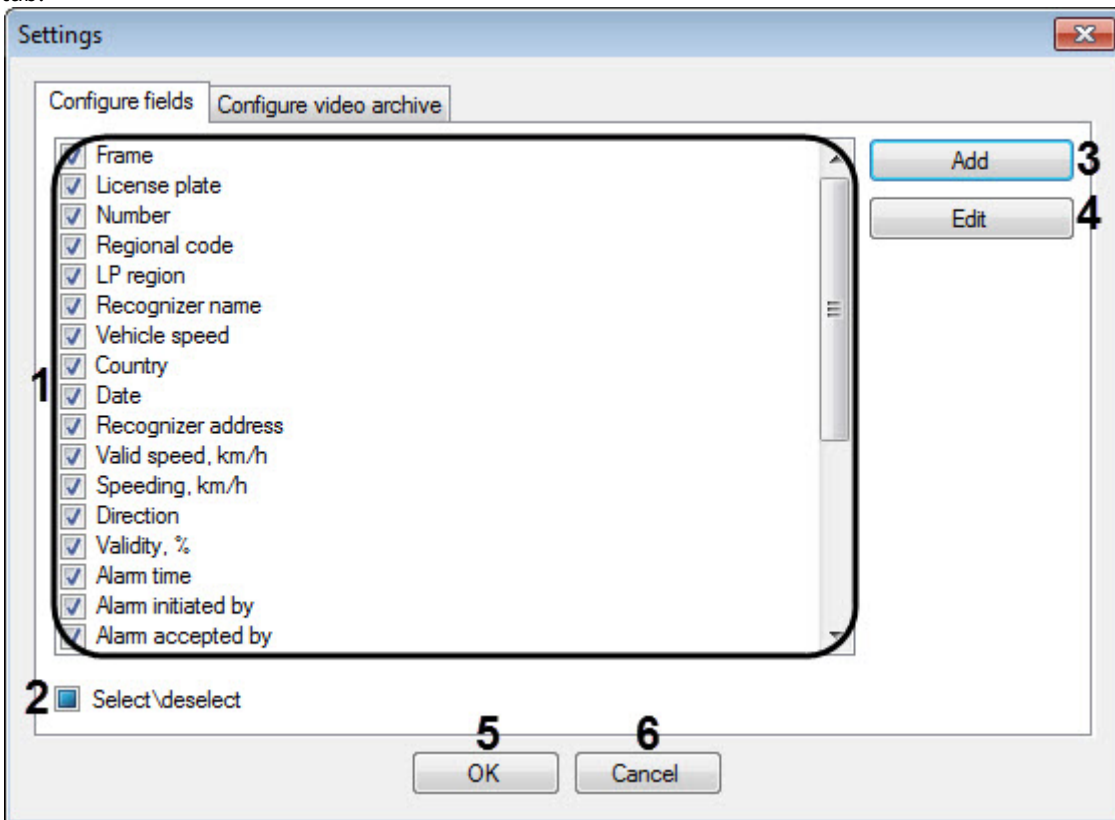 Settings
Configure fields Configure video archive
Frame
License plate
Number
Regional code
LP region
Recognizer name
Vehicle speed
Country
Date
Recognizer address
Valid speed, km/h
Speeding, km/h
Direction
Validity, %
Alarm time
Alarm initiated by
Alarm accepted by
1
Add 3
Edit 4
2 Select\deselect
5 6
OK Cancel